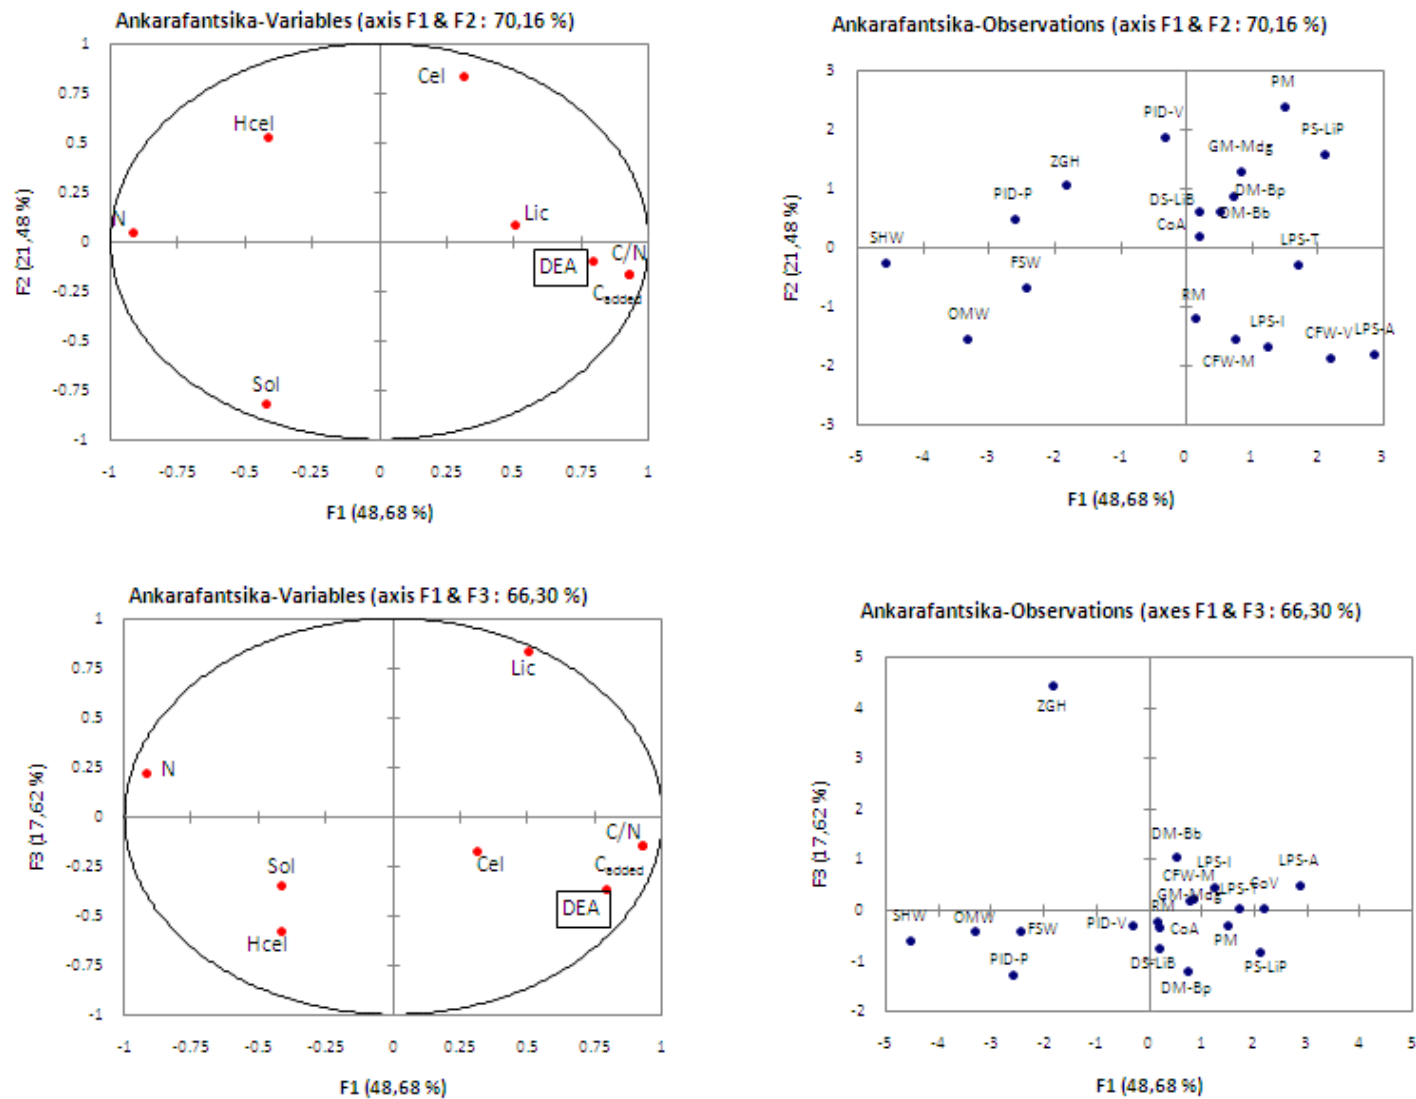 Ankarafantsika-Variables (axis F1 & F2 : 70,16 %)
1
0.75
0.5
0.25
0
-0.25
-0.5
-0.75
-1
F2 (21,48 %)
Cel
Hcel
N
Lic
DEA
C/N
Cadded
Sol
-1 -0.75 -0.5 -0.25 0 0.25 0.5 0.75 1
F1 (48,68 %)
Ankarafantsika-Observations (axis F1 & F2 : 70,16 %)
3
2
1
0
-1
-2
-3
F2 (21,48 %)
PM
PID-V
PS-LiP
GM-Mdg
ZGH
DM-Bp
PID-P
DS-LiB
DM-Bb
CoA
SHW
LPS-T
FSW
RM
OMW
LPS-I
CFW-V
LPS-A
CFW-M
-5 -4 -3 -2 -1 0 1 2 3
F1 (48,68 %)
Ankarafantsika-Variables (axis F1 & F3 : 66,30 %)
1
0.75
0.5
0.25
0
-0.25
-0.5
-0.75
-1
F3 (17,62 %)
Lic
N
C/N
Cadded
Sol
Cel
DEA
Hcel
-1 -0.75 -0.5 -0.25 0 0.25 0.5 0.75 1
F1 (48,68 %)
Ankarafantsika-Observations (axes F1 & F3 : 66,30 %)
5
4
3
2
1
0
-1
-2
F3 (17,62 %)
ZGH
DM-Bb
LPS-I
LPS-A
CFW-M
LPS-T
CoV
GM-Mdg
RM
SHW
OMW
FSW
PID-V
CoA
PM
PID-P
DS-LiB
PS-LiP
DM-Bp
-5 -4 -3 -2 -1 0 1 2 3 4 5
F1 (48,68 %)